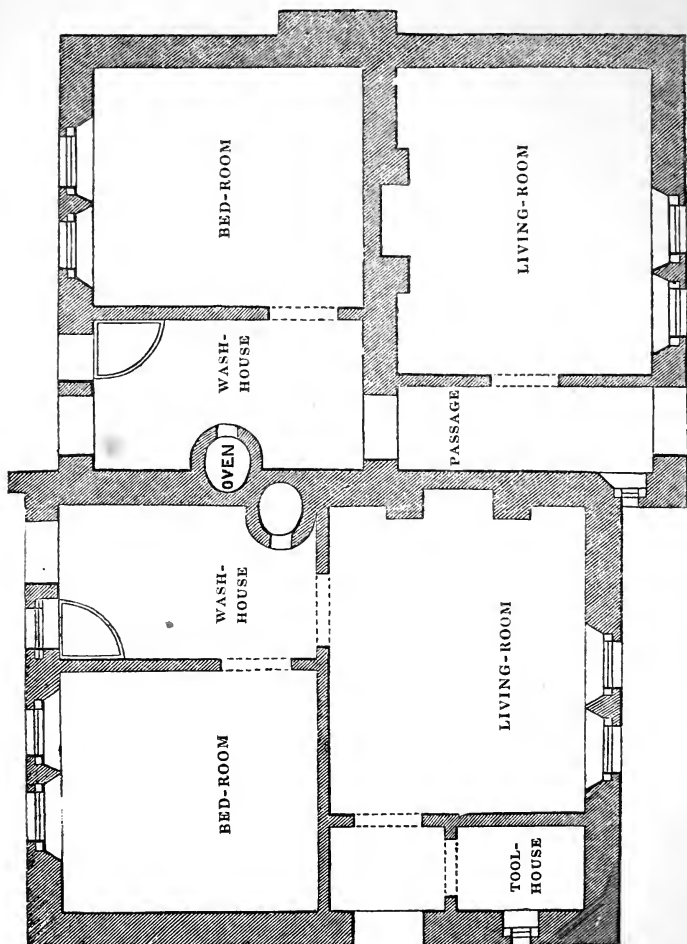 BED-ROOM
LIVING-ROOM
WASH-
HOUSE
PASSAGE
OVEN
WASH-
HOUSE
LIVING-ROOM
BED-ROOM
TOOL-
HOUSE